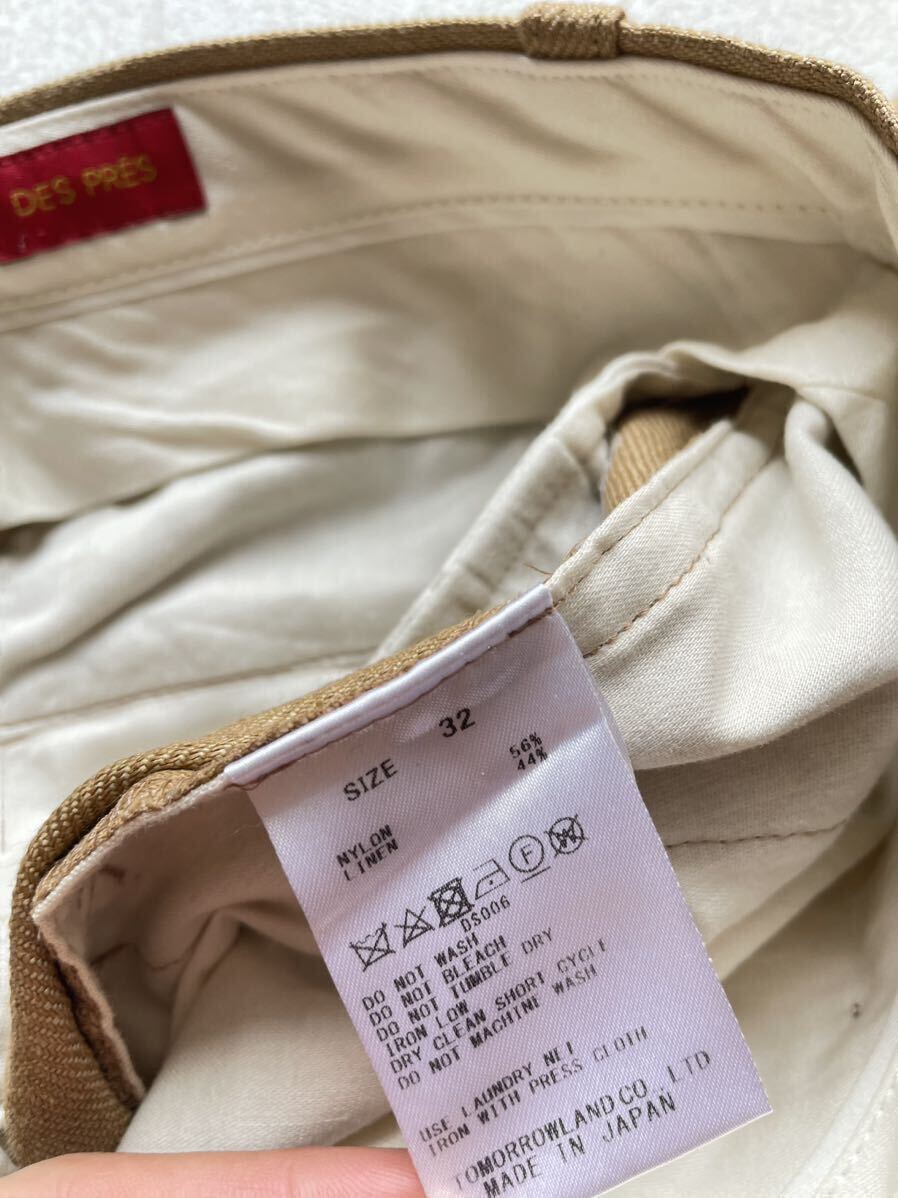 DES PRÉS
SIZE 32
NYLON 56%
LINEN 44%
F W
DS006
DO NOT WASH
DO NOT BLEACH
DO NOT TUMBLE DRY
IRON LOW
DRY CLEAN SHORT CYCLE
DO NOT MACHINE WASH
USE LAUNDRY NET
IRON WITH PRESS CLOTH
TOMORROWLAND CO., LTD
MADE IN JAPAN